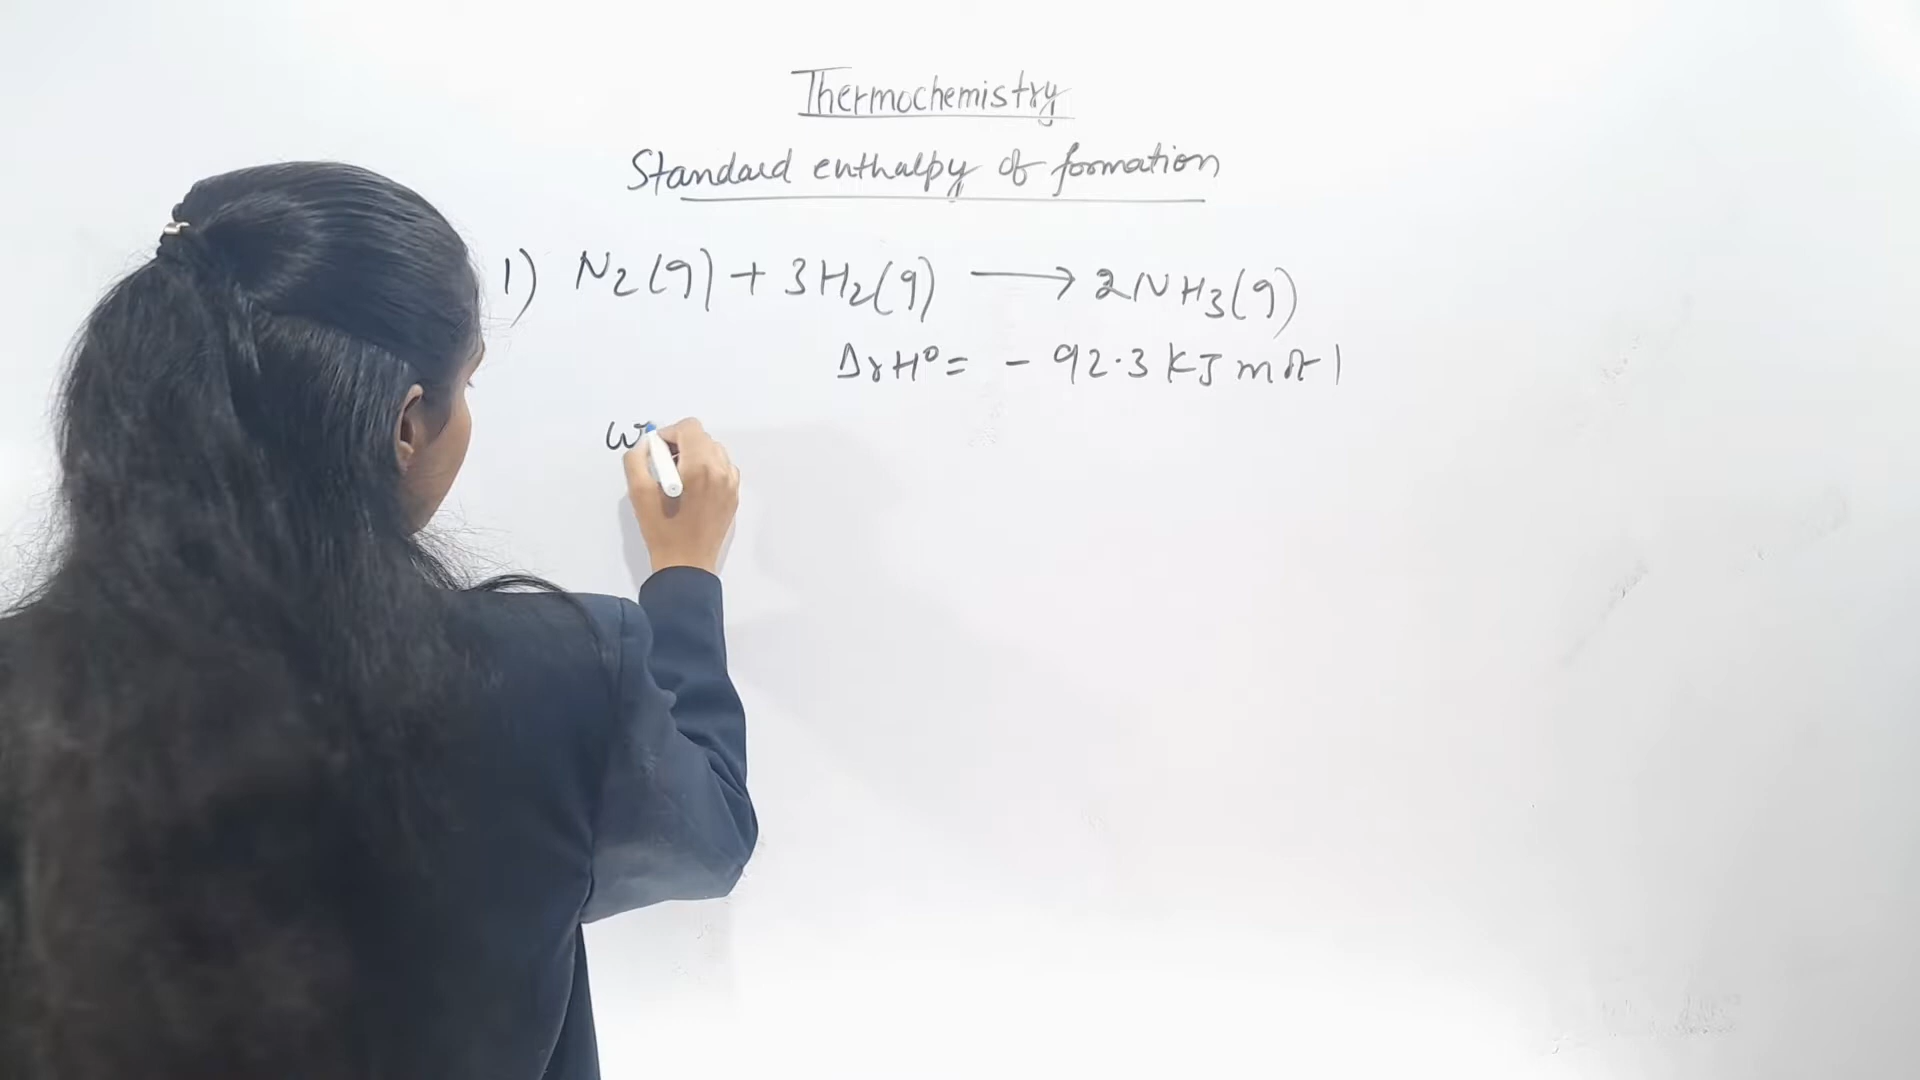 Thermochemistry
Standard enthalpy of formation
1) N2(g) + 3H2(g) → 2NH3(g)
ΔrH° = - 92.3 KJ mol-1
w